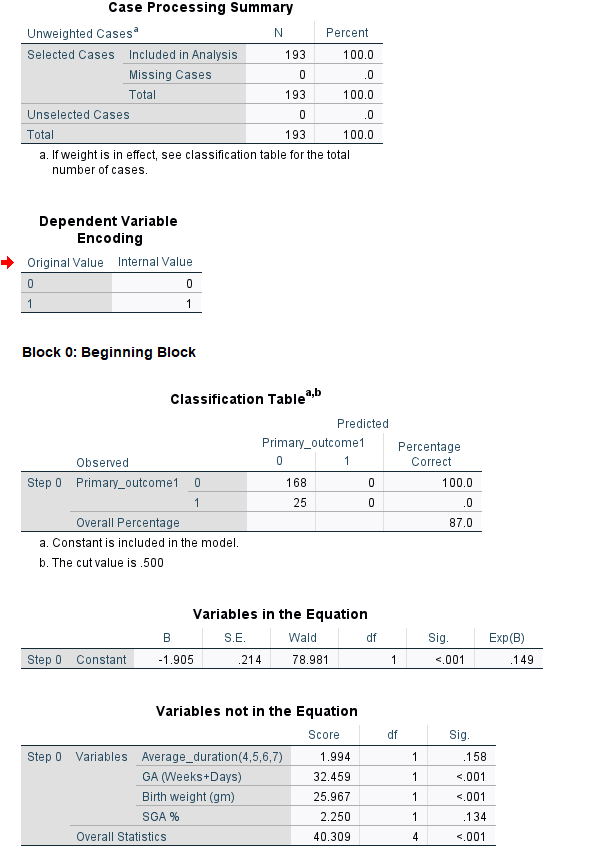 Case Processing Summary
Unweighted Cases^a N Percent
Selected Cases Included in Analysis 193 100.0
Missing Cases 0 .0
Total 193 100.0
Unselected Cases 0 .0
Total 193 100.0
a. If weight is in effect, see classification table for the total
number of cases.
Dependent Variable
Encoding
Original Value Internal Value
0 0
1 1
Block 0: Beginning Block
Classification Table^a,b
Predicted
Primary_outcome1 Percentage
Observed 0 1 Correct
Step 0 Primary_outcome1 0 168 0 100.0
1 25 0 .0
Overall Percentage 87.0
a. Constant is included in the model.
b. The cut value is .500
Variables in the Equation
B S.E. Wald df Sig. Exp(B)
Step 0 Constant -1.905 .214 78.981 1 <.001 .149
Variables not in the Equation
Score df Sig.
Step 0 Variables Average_duration(4,5,6,7) 1.994 1 .158
GA (Weeks+Days) 32.459 1 <.001
Birth weight (gm) 25.967 1 <.001
SGA % 2.250 1 .134
Overall Statistics 40.309 4 <.001